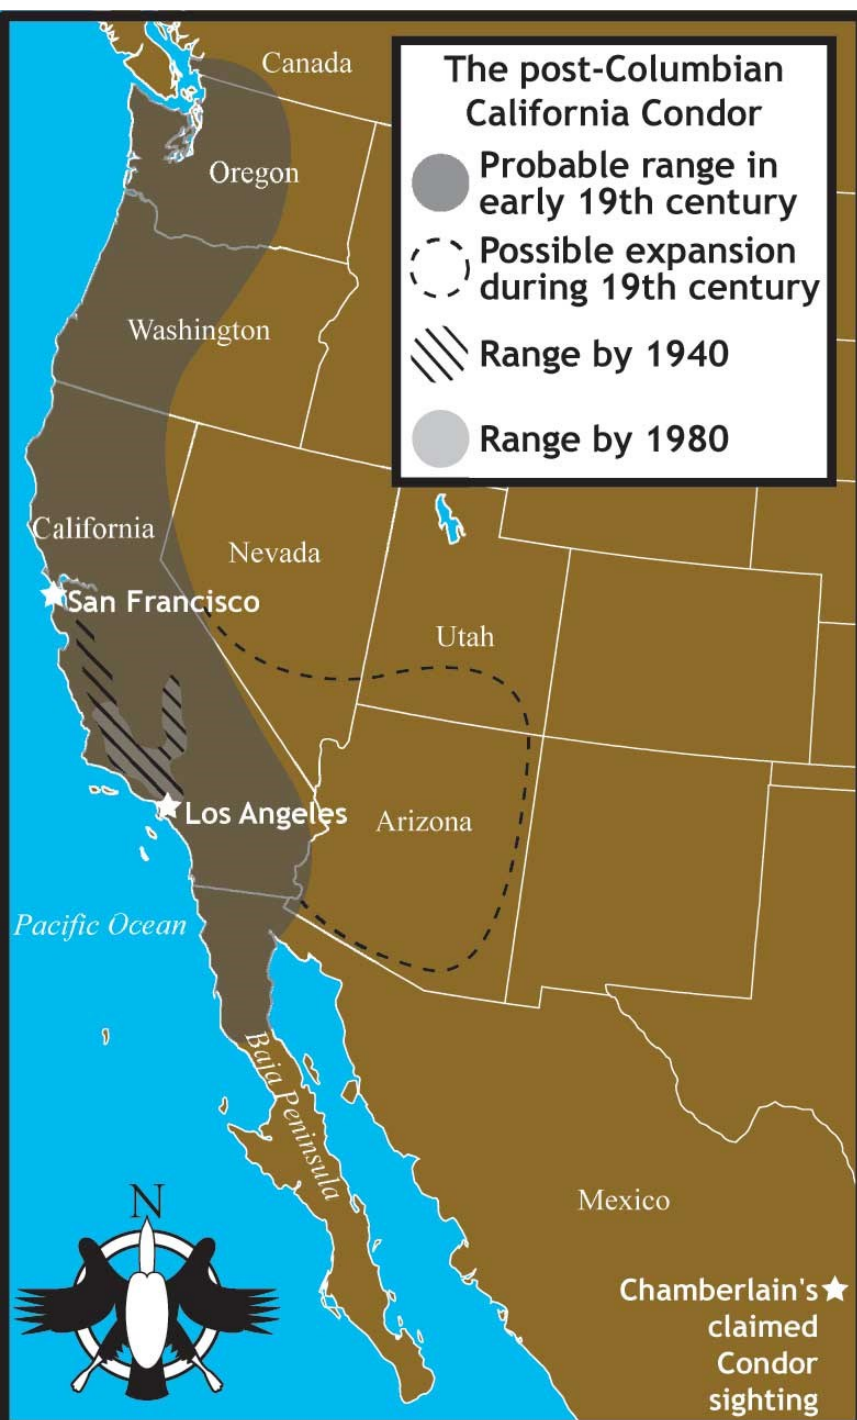 Canada
The post-Columbian
California Condor
Probable range in
early 19th century
Possible expansion
during 19th century
Range by 1940
Range by 1980
Oregon
Washington
California
Nevada
San Francisco
Utah
Los Angeles
Arizona
Pacific Ocean
Baja Peninsula
N
Mexico
Chamberlain's
claimed
Condor
sighting